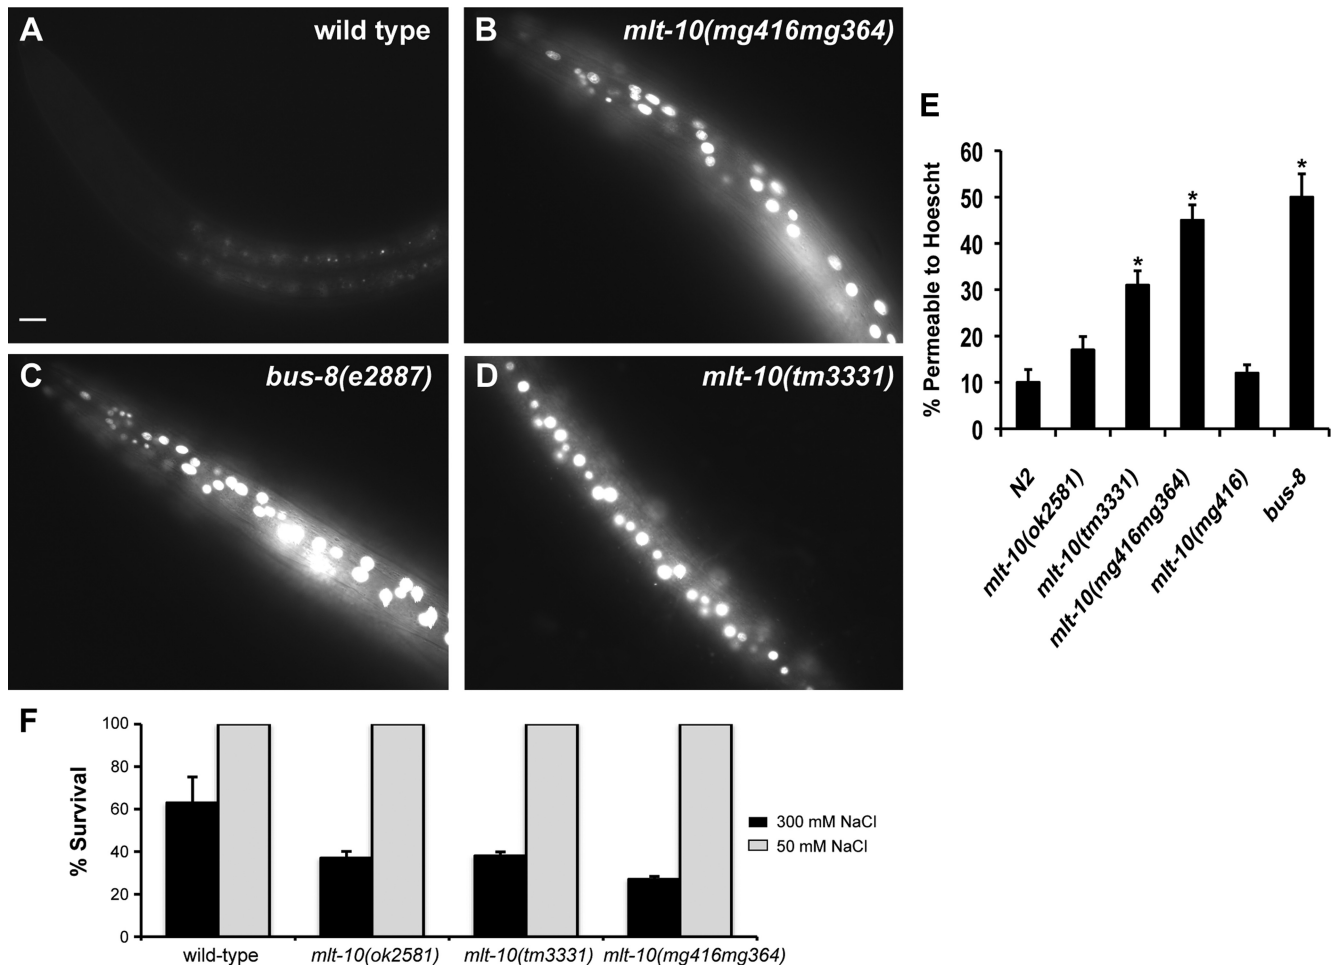 A wild type
B mlt-10(mg416mg364)
C bus-8(e2887)
D mlt-10(tm3331)
E
% Permeable to Hoescht
60
50
40
30
20
10
0
* * *
N2
mlt-10(ok2581)
mlt-10(tm3331)
mlt-10(mg416mg364)
mlt-10(mg416)
bus-8
F
% Survival
100
80
60
40
20
0
wild-type mlt-10(ok2581) mlt-10(tm3331) mlt-10(mg416mg364)
300 mM NaCl
50 mM NaCl